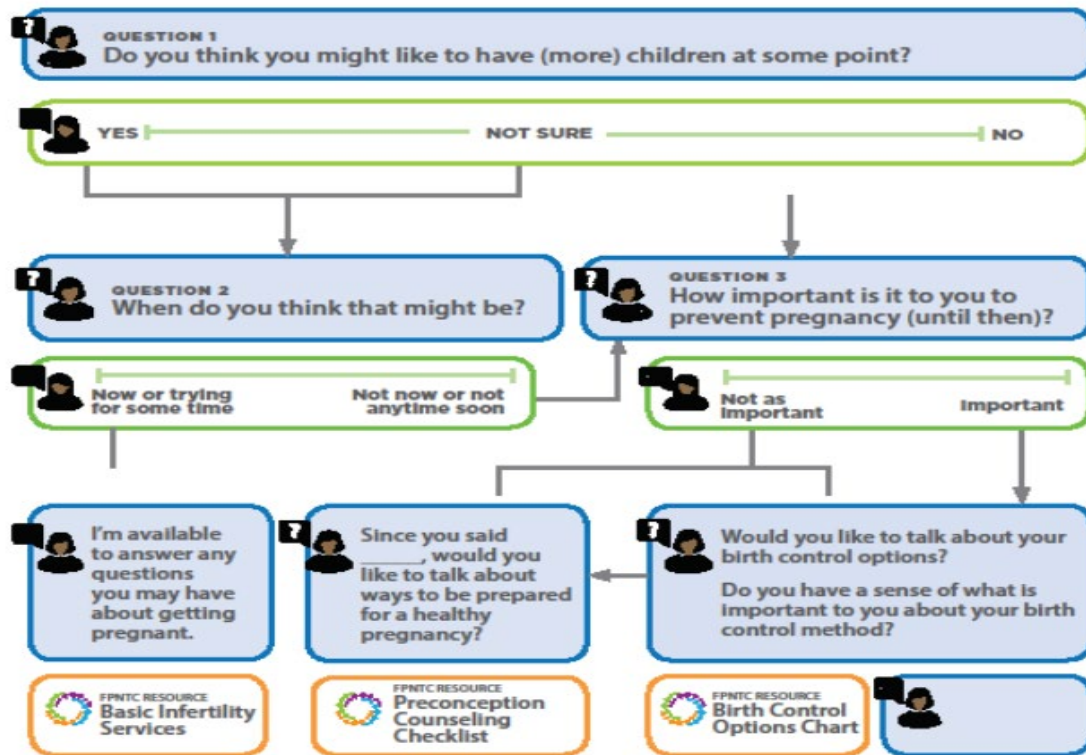 QUESTION 1
Do you think you might like to have (more) children at some point?
YES NOT SURE NO
QUESTION 2
When do you think that might be?
QUESTION 3
How important is it to you to
prevent pregnancy (until then)?
Now or trying
for some time
Not now or not
anytime soon
Not as
important
Important
I'm available
to answer any
questions
you may have
about getting
pregnant.
Since you said
_____, would you
like to talk about
ways to be prepared
for a healthy
pregnancy?
Would you like to talk about your
birth control options?
Do you have a sense of what is
important to you about your birth
control method?
FPNTC RESOURCE
Basic Infertility
Services
FPNTC RESOURCE
Preconception
Counseling
Checklist
FPNTC RESOURCE
Birth Control
Options Chart